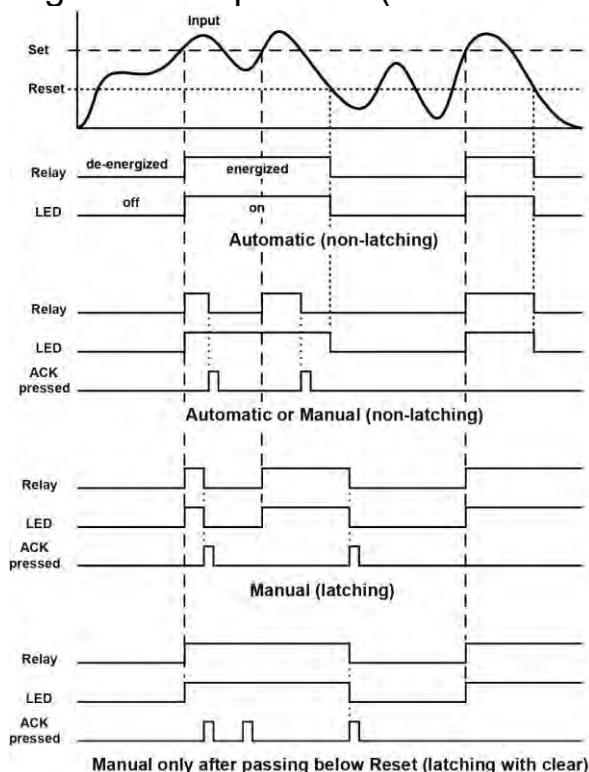 Input
Set
Reset
de-energized energized
Relay
off on
LED
Automatic (non-latching)
Relay
LED
ACK
pressed
Automatic or Manual (non-latching)
Relay
LED
ACK
pressed
Manual (latching)
Relay
LED
ACK
pressed
Manual only after passing below Reset (latching with clear)